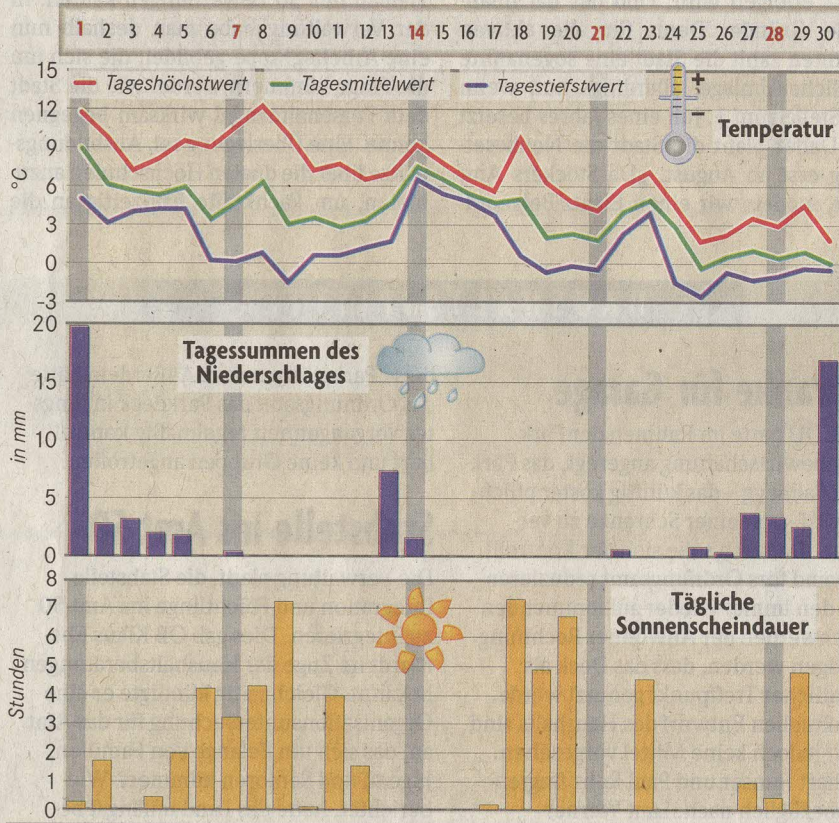 1 2 3 4 5 6 7 8 9 10 11 12 13 14 15 16 17 18 19 20 21 22 23 24 25 26 27 28 29 30
15
Tageshöchstwert Tagesmittelwert Tagestiefstwert
+
–
Temperatur
12
9
6
3
0
-3
°C
20
15
10
5
0
in mm
Tagessummen des
Niederschlages
8
7
6
5
4
3
2
1
0
Stunden
Tägliche
Sonnenscheindauer